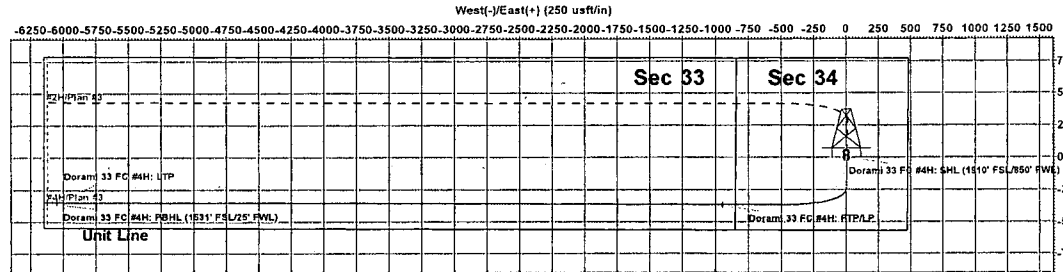 West(-)/East(+) (250 usft/in)
-6250 -6000 -5750 -5500 -5250 -5000 -4750 -4500 -4250 -4000 -3750 -3500 -3250 -3000 -2750 -2500 -2250 -2000 -1750 -1500 -1250 -1000 -750 -500 -250 0 250 500 750 1000 1250 1500
Sec 33
Sec 34
#2H/Plan #3
Dorami 33 FC #4H: LTP
Dorami 33 FC #4H: SHL (1910' FSL/850' FWL)
#4H/Plan #3
Dorami 33 FC #4H: PBHL (1531' FSL/25' FWL)
Dorami 33 FC #4H: FTP/LP
Unit Line